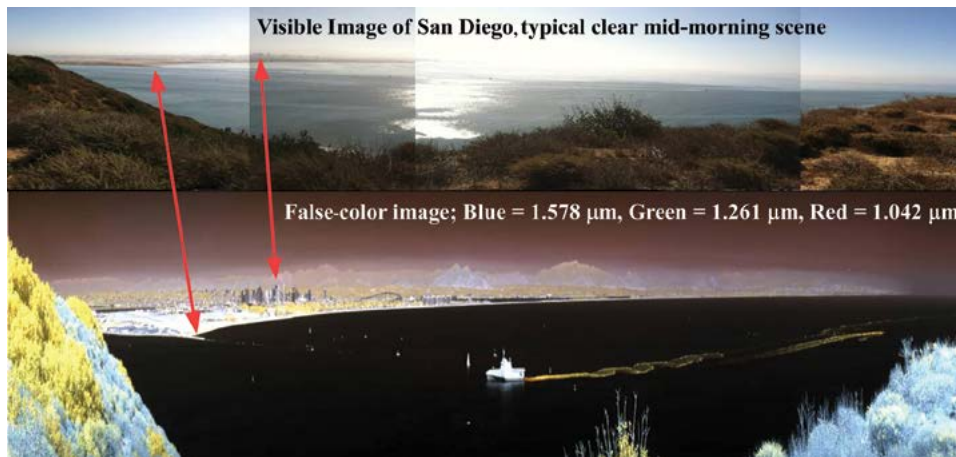 Visible Image of San Diego, typical clear mid-morning scene
False-color image; Blue = 1.578 μm, Green = 1.261 μm, Red = 1.042 μm